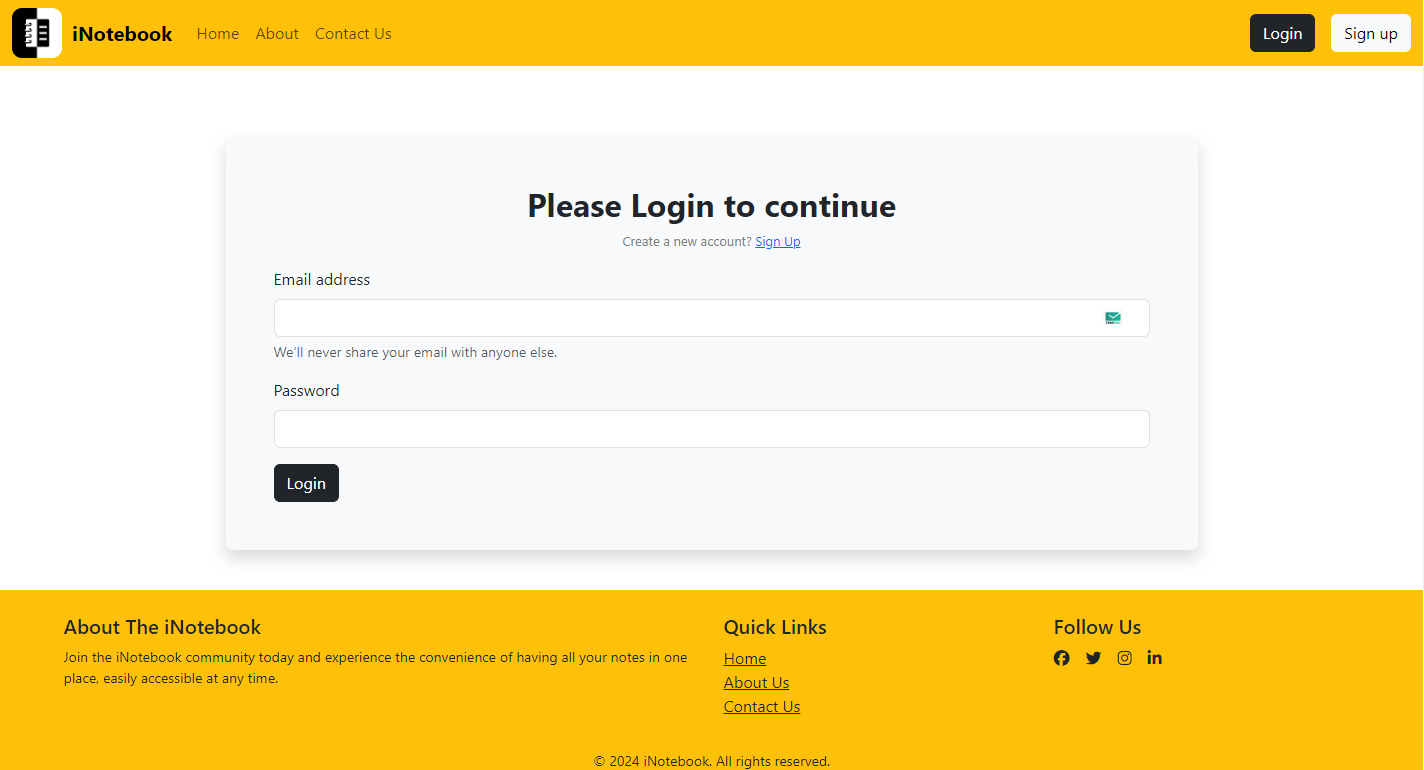 iNotebook Home About Contact Us Login Sign up
Please Login to continue
Create a new account? Sign Up
Email address
We'll never share your email with anyone else.
Password
Login
About The iNotebook
Join the iNotebook community today and experience the convenience of having all your notes in one
place, easily accessible at any time.
Quick Links
Home
About Us
Contact Us
Follow Us
© 2024 iNotebook. All rights reserved.